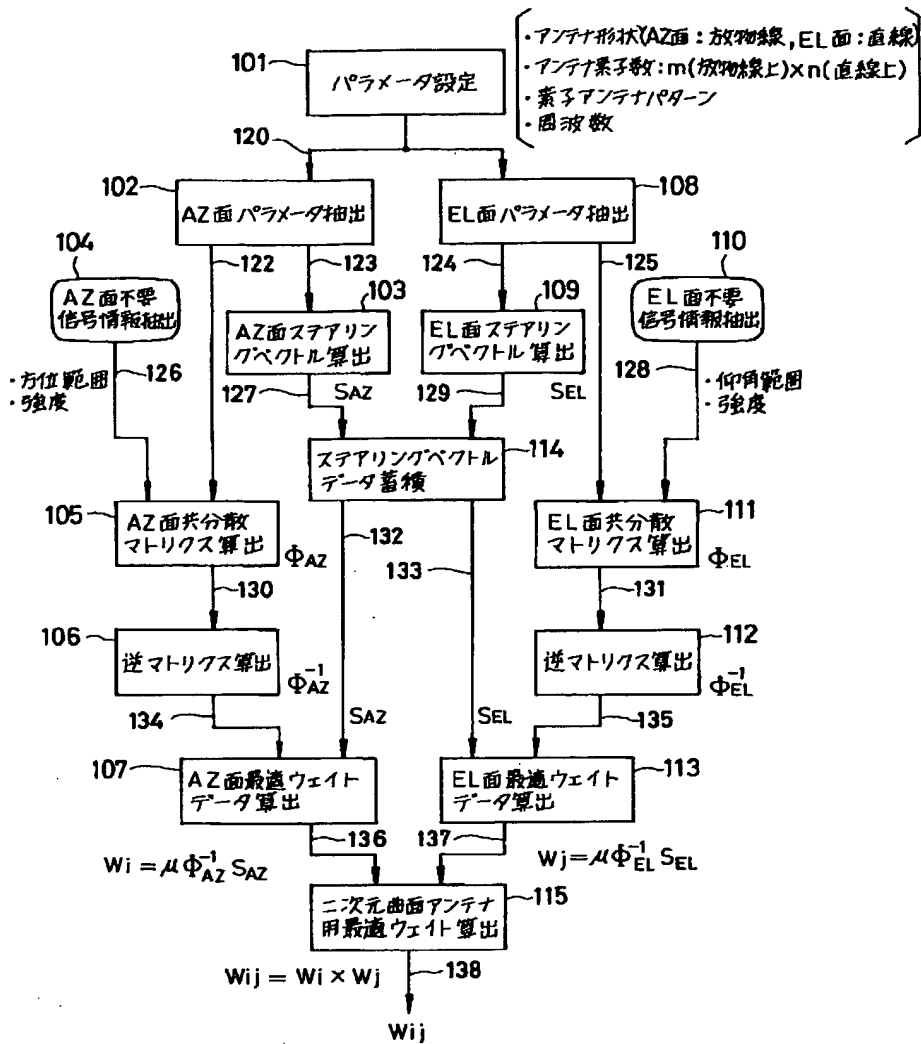 ・アンテナ形状(AZ面:放物線,EL面:直線)
・アンテナ素子数:m(放物線上)×n(直線上)
・素子アンテナパターン
・周波数
101
パラメータ設定
120
102
AZ面パラメータ抽出
108
EL面パラメータ抽出
104
AZ面不要
信号情報抽出
122
123
124
125
110
EL面不要
信号情報抽出
103
AZ面ステアリン
グベクトル算出
109
EL面ステアリン
グベクトル算出
126
・方位範囲
・強度
127
SAZ
129
SEL
128
・仰角範囲
・強度
ステアリングベクトル
データ蓄積
114
105
AZ面共分散
マトリクス算出
ΦAZ
132
133
111
EL面共分散
マトリクス算出
ΦEL
130
131
106
逆マトリクス算出
Φ⁻¹AZ
112
逆マトリクス算出
Φ⁻¹EL
134
SAZ
SEL
135
107
AZ面最適ウェイト
データ算出
113
EL面最適ウェイト
データ算出
136
137
Wi = μΦ⁻¹AZ SAZ
Wj = μΦ⁻¹EL SEL
二次元曲面アンテナ
用最適ウェイト算出
115
Wij = Wi × Wj
138
Wij